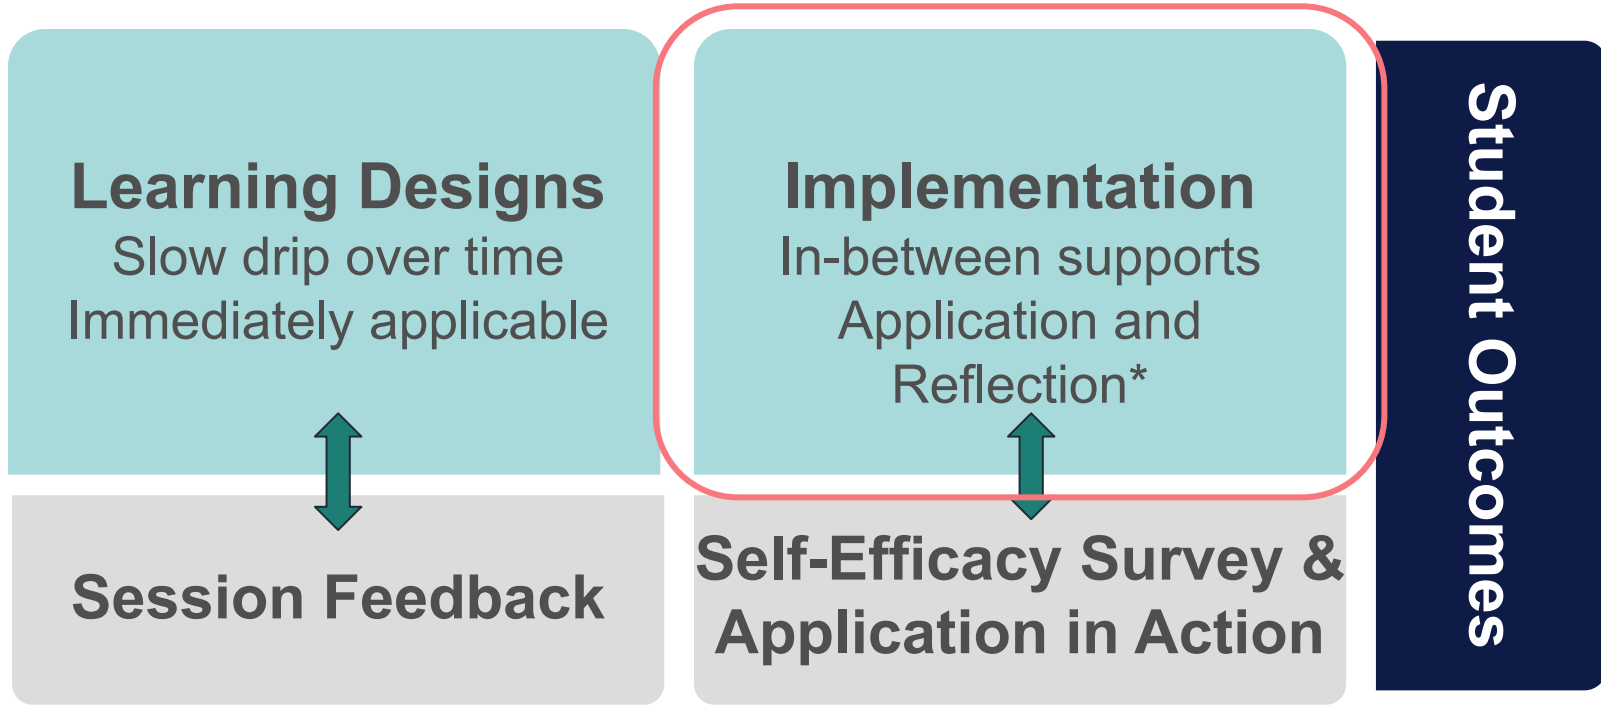 Learning Designs
Slow drip over time
Immediately applicable
Implementation
In-between supports
Application and
Reflection*
Session Feedback
Self-Efficacy Survey &
Application in Action
Student Outcomes